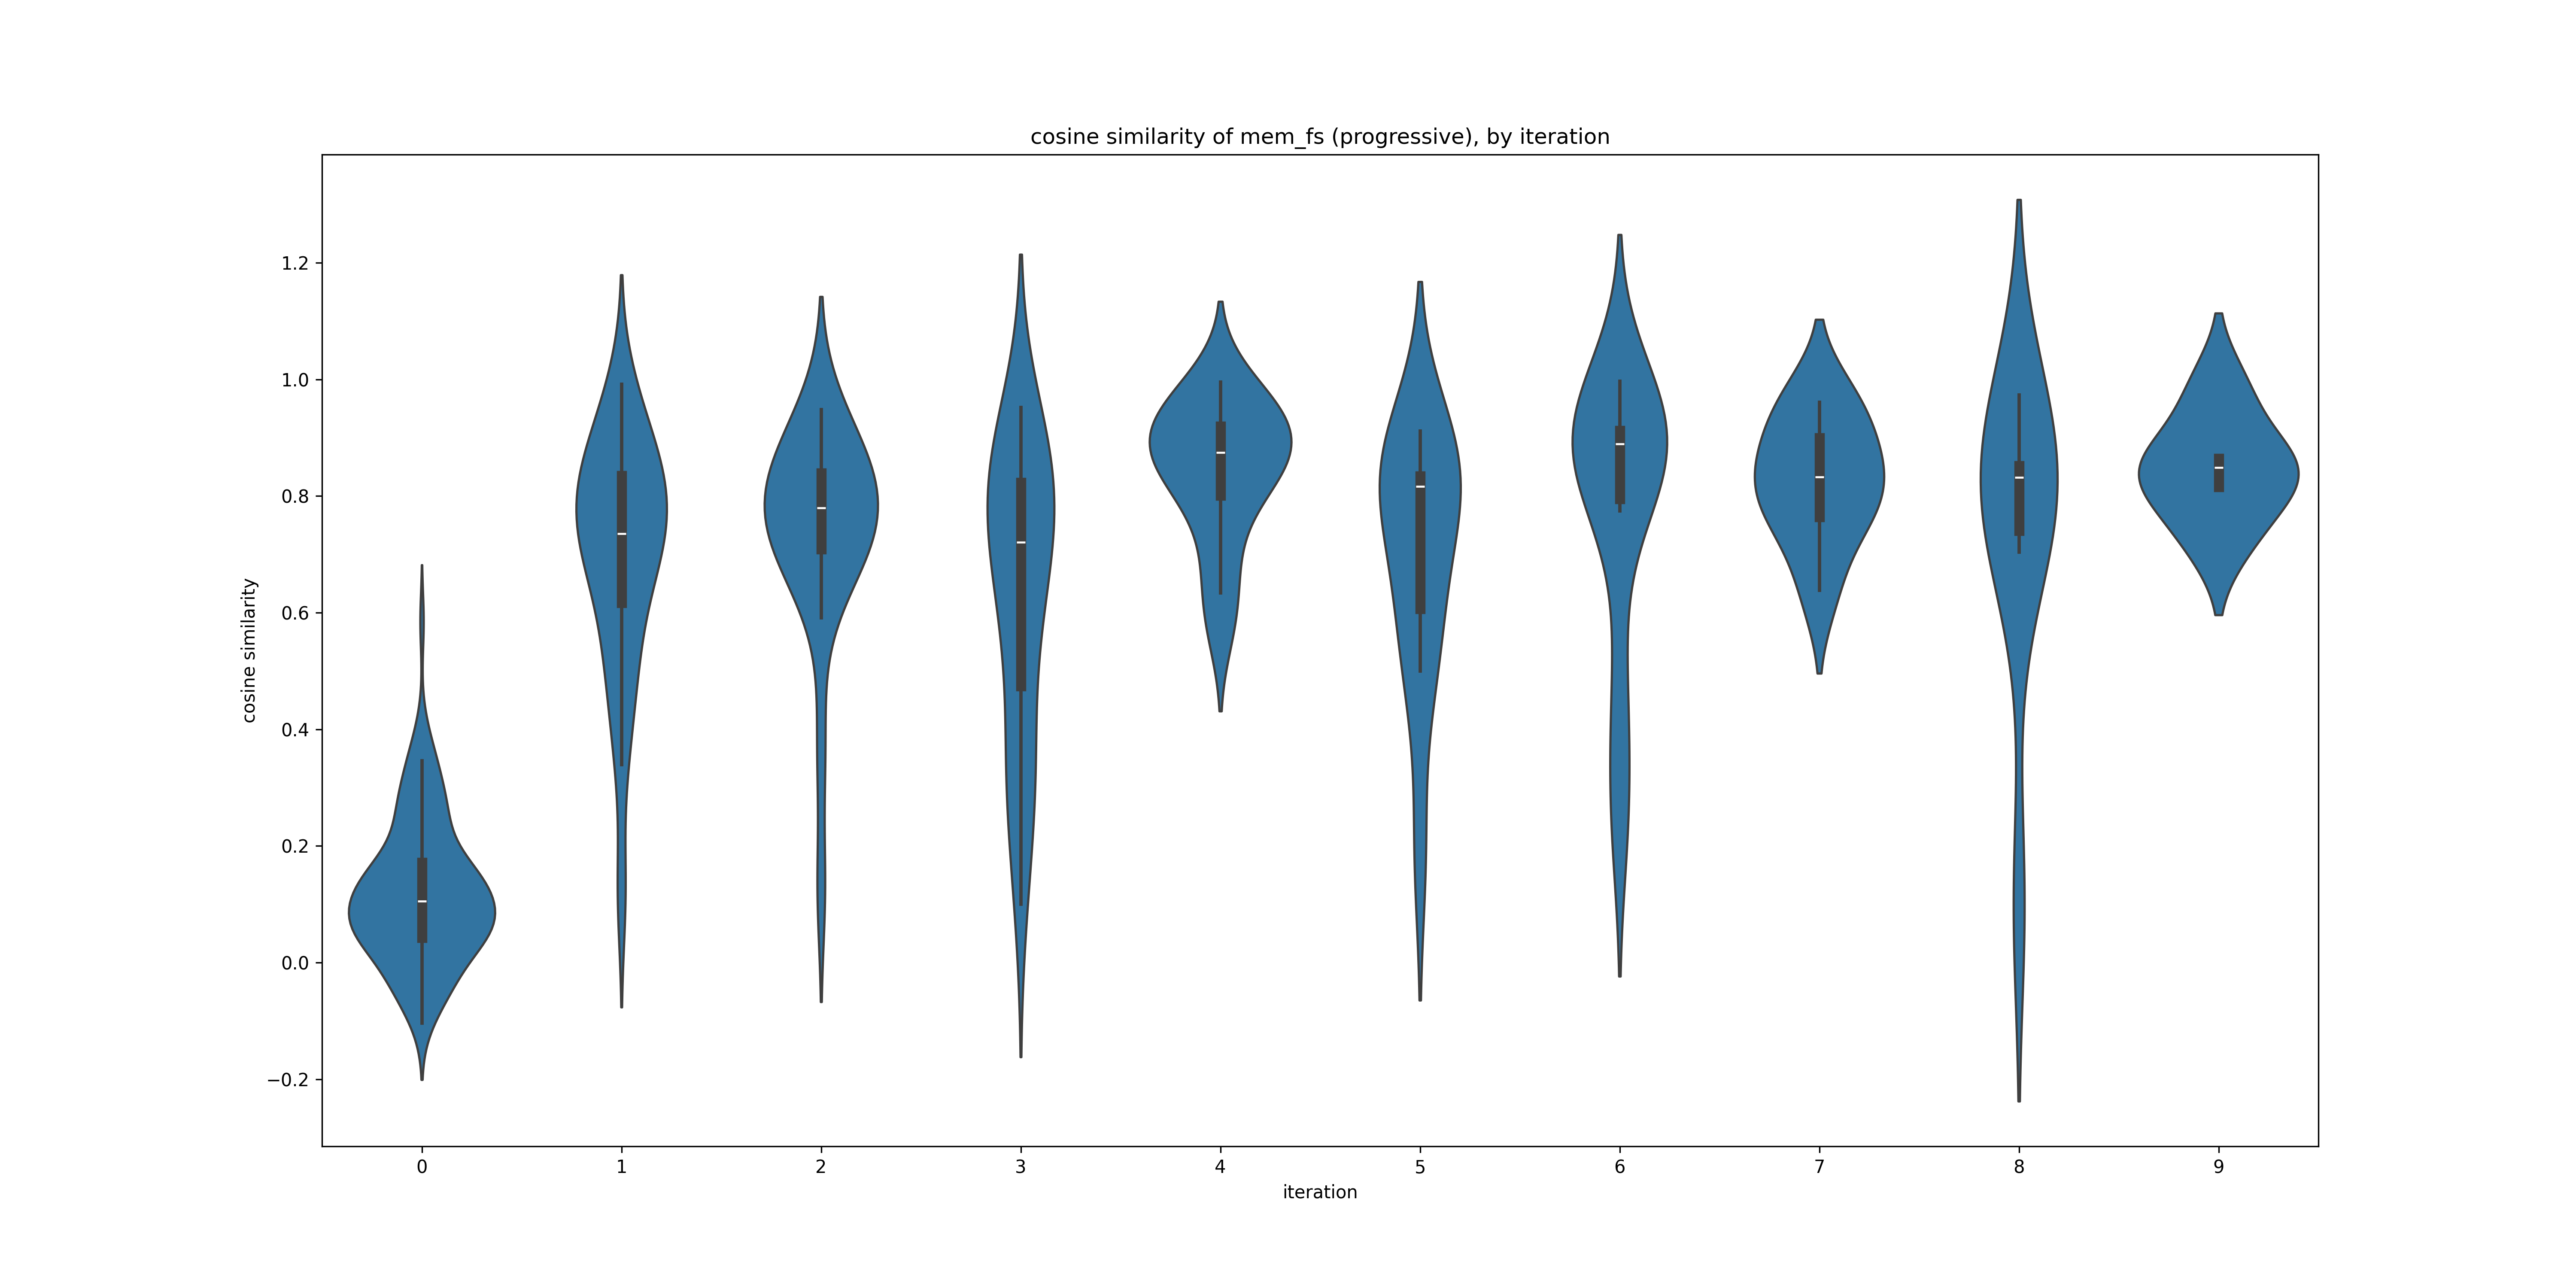 cosine similarity of mem_fs (progressive), by iteration
cosine similarity
1.2
1.0
0.8
0.6
0.4
0.2
0.0
−0.2
0 1 2 3 4 5 6 7 8 9
iteration